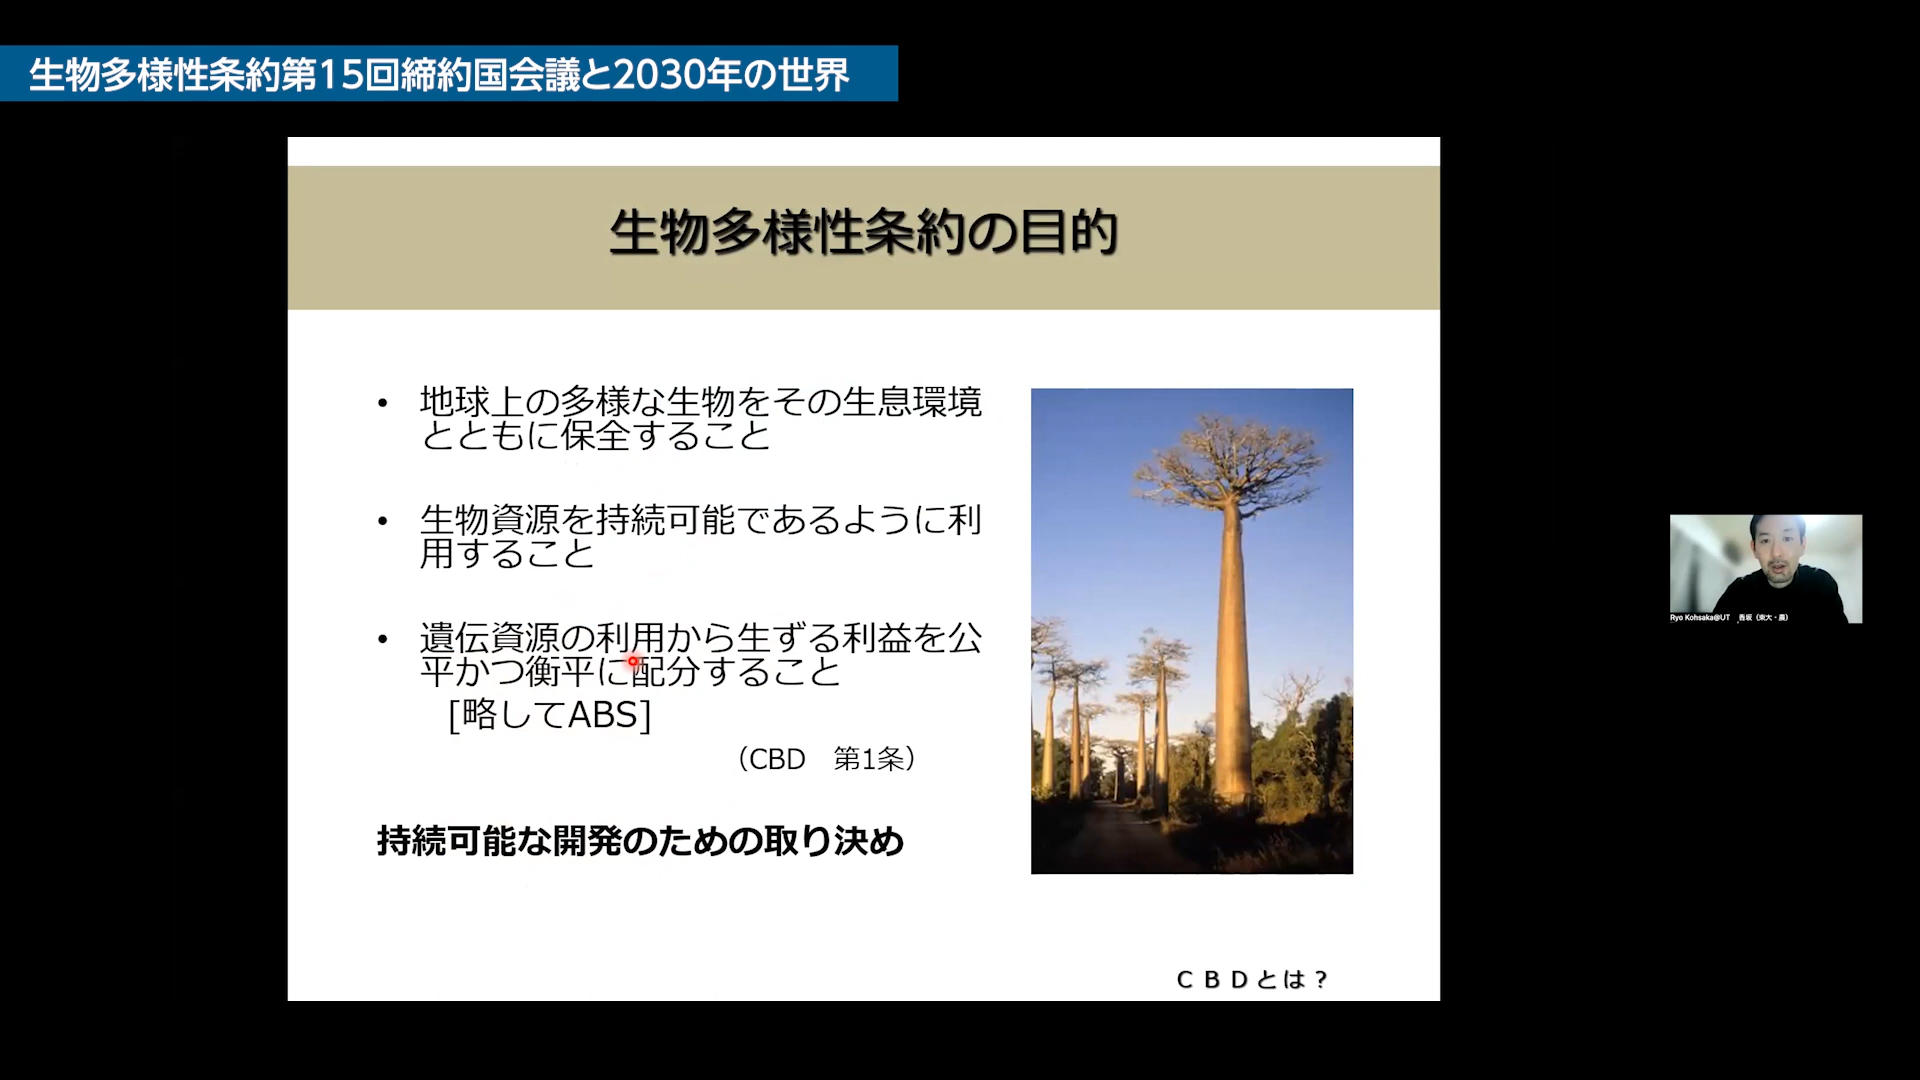 生物多様性条約第15回締約国会議と2030年の世界
生物多様性条約の目的
• 地球上の多様な生物をその生息環境
とともに保全すること
• 生物資源を持続可能であるように利
用すること
• 遺伝資源の利用から生ずる利益を公
平かつ衡平に配分すること
[略してABS]
（CBD　第1条）
持続可能な開発のための取り決め
ＣＢＤとは？
Ryo Kohsaka@UT　香坂（東大・農）